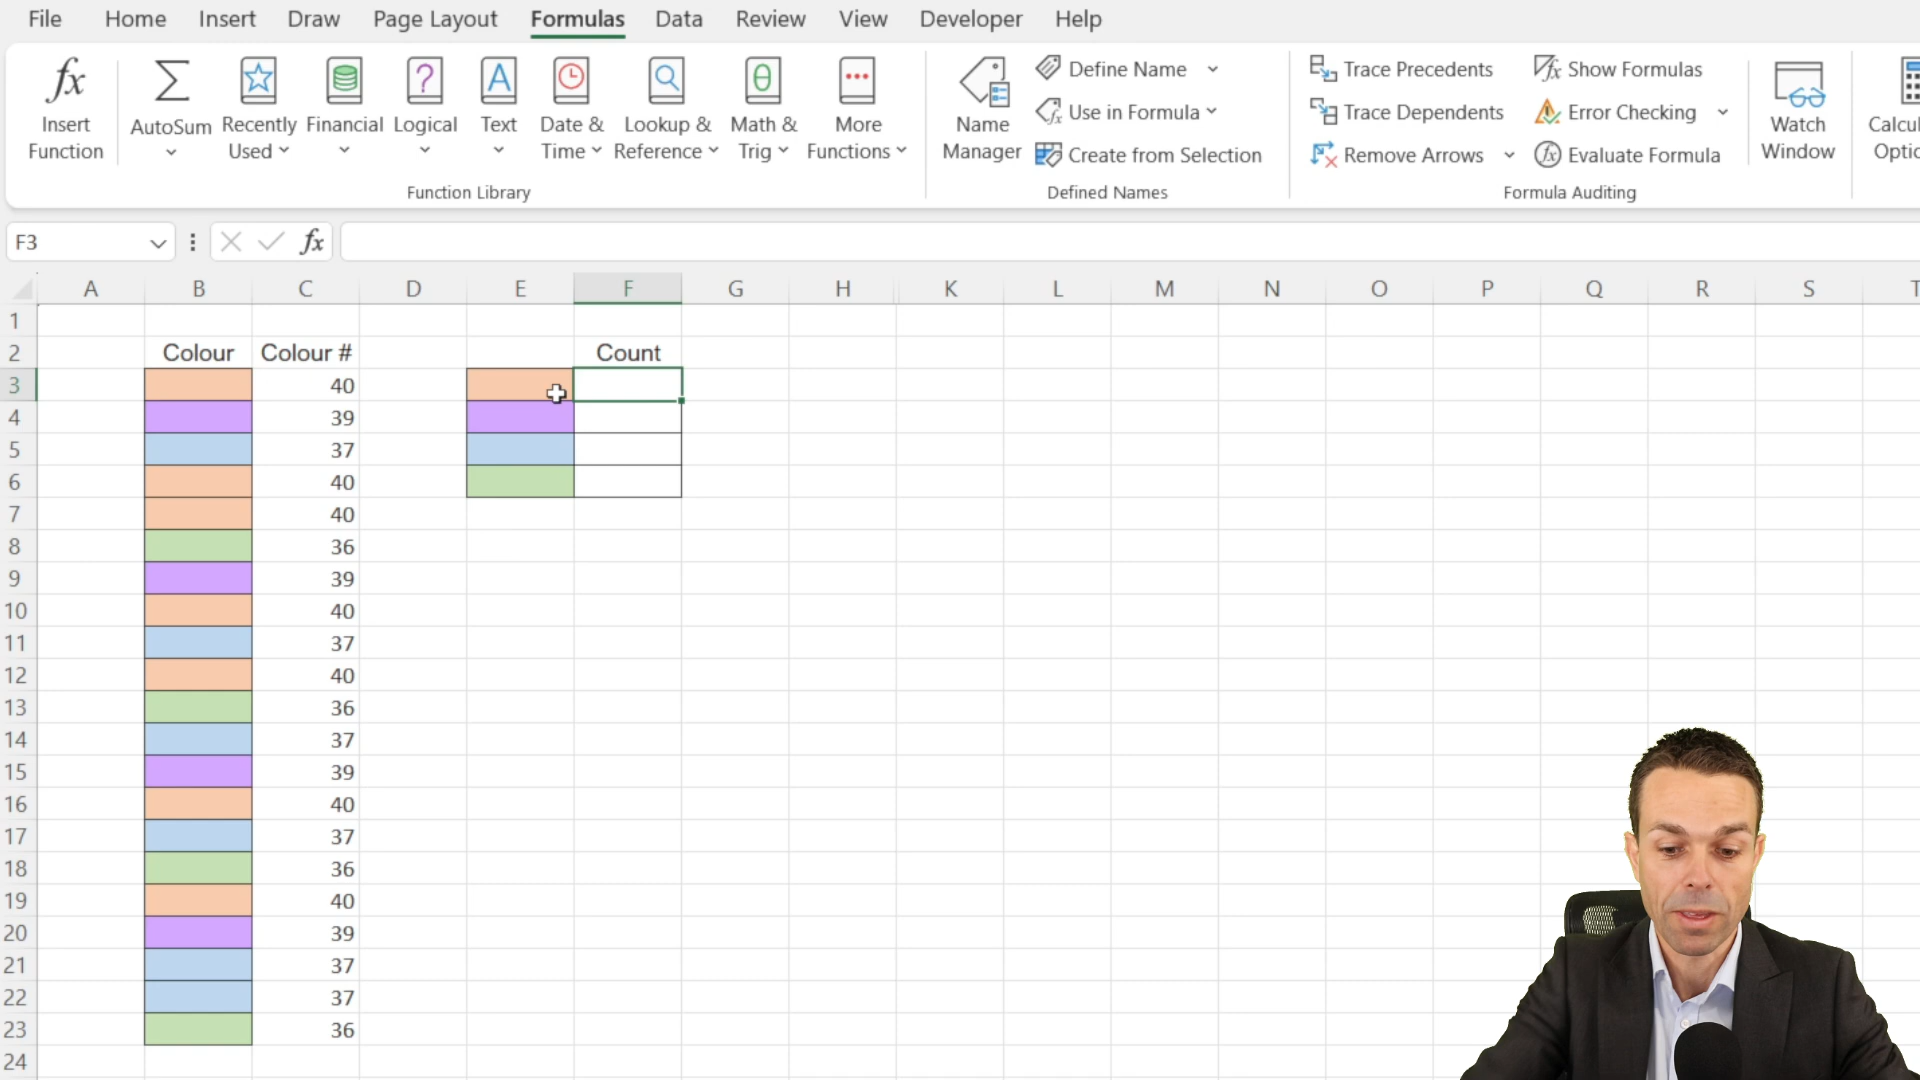 File Home Insert Draw Page Layout Formulas Data Review View Developer Help
Insert Function
AutoSum
Recently Used
Financial
Logical
Text
Date & Time
Lookup & Reference
Math & Trig
More Functions
Function Library
Name Manager
Define Name
Use in Formula
Create from Selection
Defined Names
Trace Precedents
Trace Dependents
Remove Arrows
Show Formulas
Error Checking
Evaluate Formula
Formula Auditing
Watch Window
F3
fx
A B C D E F G H K L M N O P Q R S T
1
2 Colour Colour # Count
3 40
4 39
5 37
6 40
7 40
8 36
9 39
10 40
11 37
12 40
13 36
14 37
15 39
16 40
17 37
18 36
19 40
20 39
21 37
22 37
23 36
24